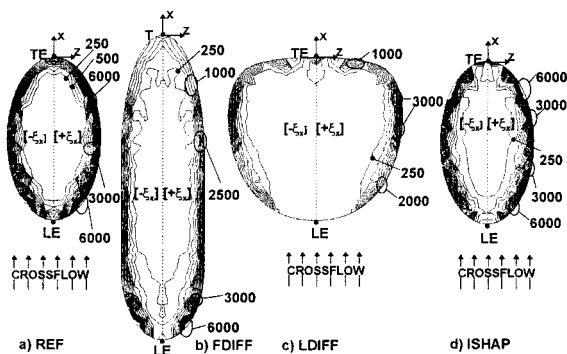 X
TE Z
250
500
6000
[-ξx] [+ξx]
3000
6000
LE
CROSSFLOW
a) REF
X
T Z
250
1000
2500
[-ξx] [+ξx]
3000
6000
LE
b) FDIFF
X
TE Z
1000
[-ξx] [+ξx]
3000
250
2000
LE
CROSSFLOW
c) LDIFF
X
TE Z
6000
3000
[-ξx] [+ξx]
250
3000
6000
LE
CROSSFLOW
d) ISHAP